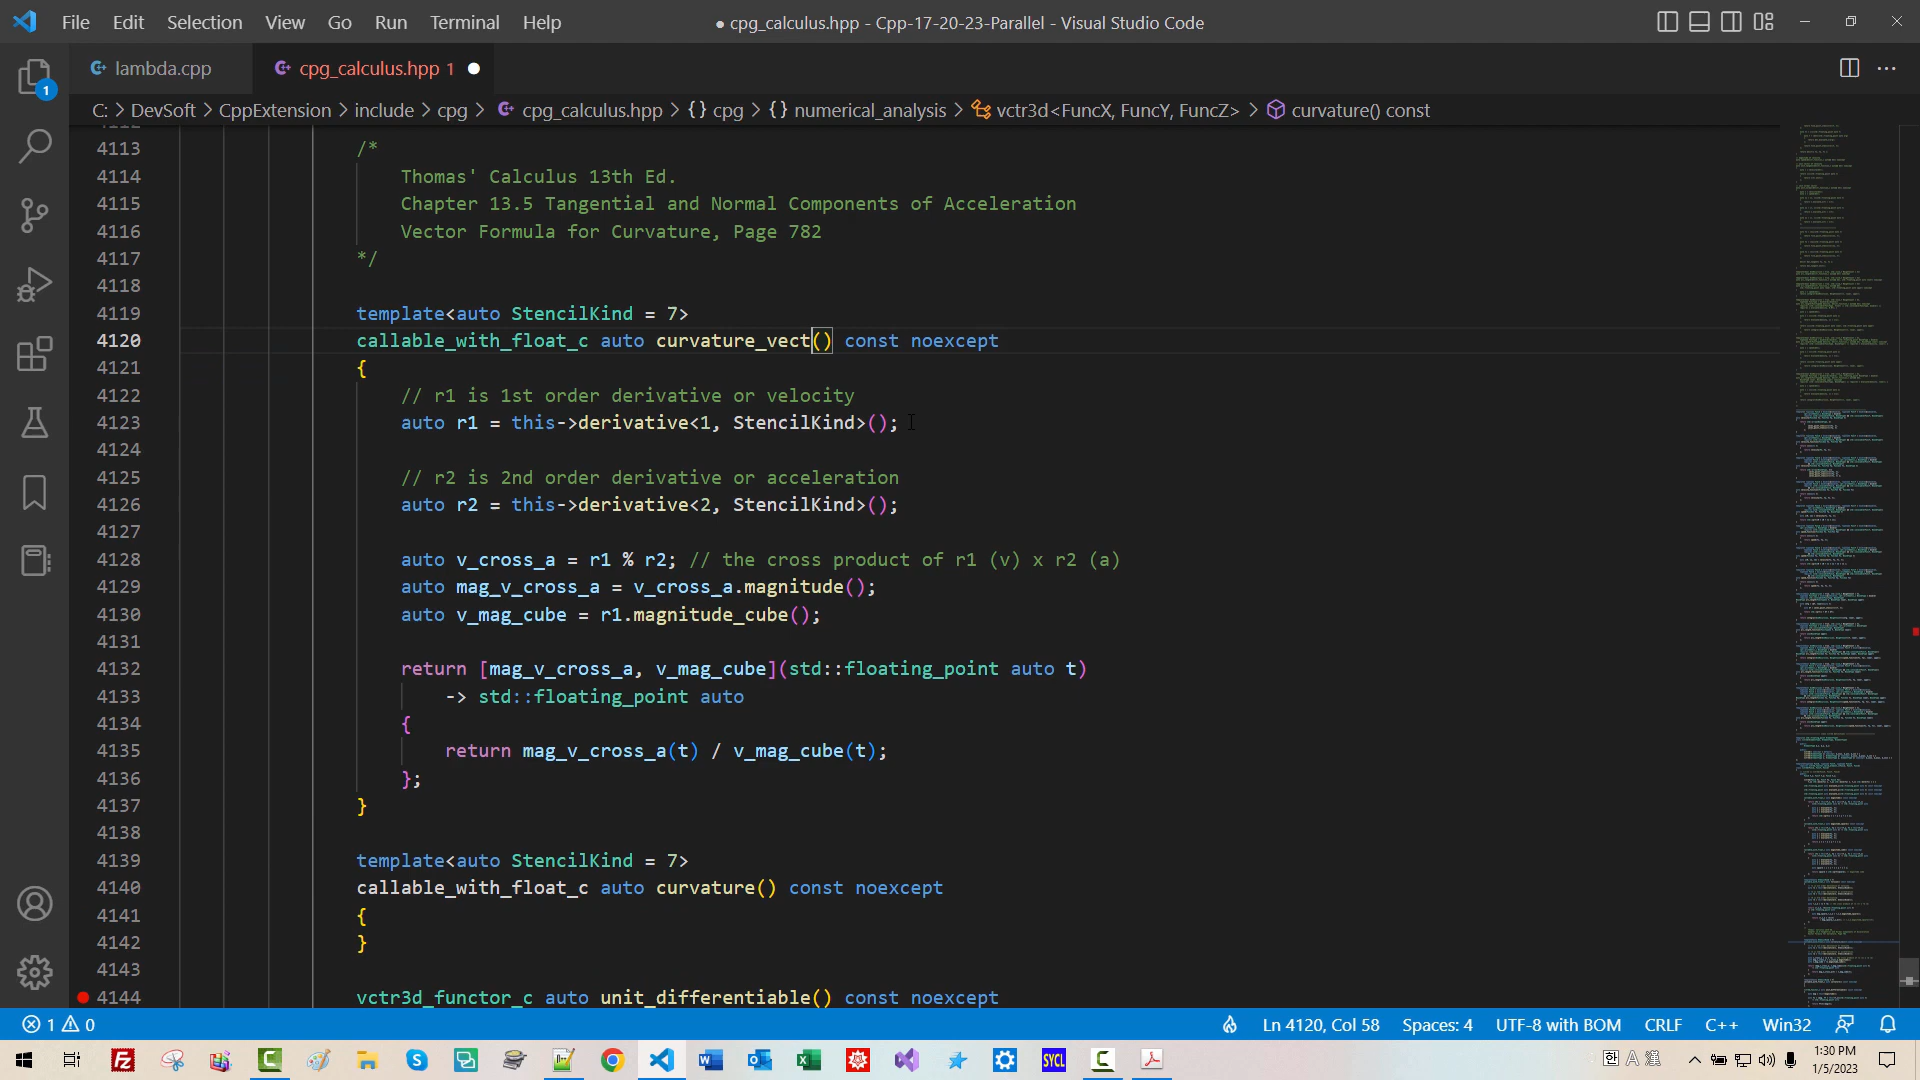 File Edit Selection View Go Run Terminal Help
● cpg_calculus.hpp - Cpp-17-20-23-Parallel - Visual Studio Code
lambda.cpp
cpg_calculus.hpp 1
C: > DevSoft > CppExtension > include > cpg > cpg_calculus.hpp > {} cpg > {} numerical_analysis > vctr3d<FuncX, FuncY, FuncZ> > curvature() const
1
4113 /*
4114 Thomas' Calculus 13th Ed.
4115 Chapter 13.5 Tangential and Normal Components of Acceleration
4116 Vector Formula for Curvature, Page 782
4117 */
4118
4119 template<auto StencilKind = 7>
4120 callable_with_float_c auto curvature_vect() const noexcept
4121 {
4122 // r1 is 1st order derivative or velocity
4123 auto r1 = this->derivative<1, StencilKind>();
4124
4125 // r2 is 2nd order derivative or acceleration
4126 auto r2 = this->derivative<2, StencilKind>();
4127
4128 auto v_cross_a = r1 % r2; // the cross product of r1 (v) x r2 (a)
4129 auto mag_v_cross_a = v_cross_a.magnitude();
4130 auto v_mag_cube = r1.magnitude_cube();
4131
4132 return [mag_v_cross_a, v_mag_cube](std::floating_point auto t)
4133 -> std::floating_point auto
4134 {
4135 return mag_v_cross_a(t) / v_mag_cube(t);
4136 };
4137 }
4138
4139 template<auto StencilKind = 7>
4140 callable_with_float_c auto curvature() const noexcept
4141 {
4142 }
4143
4144 vctr3d_functor_c auto unit_differentiable() const noexcept
1 0 Ln 4120, Col 58 Spaces: 4 UTF-8 with BOM CRLF C++ Win32
SYCL
한 A 漢
1:30 PM
1/5/2023